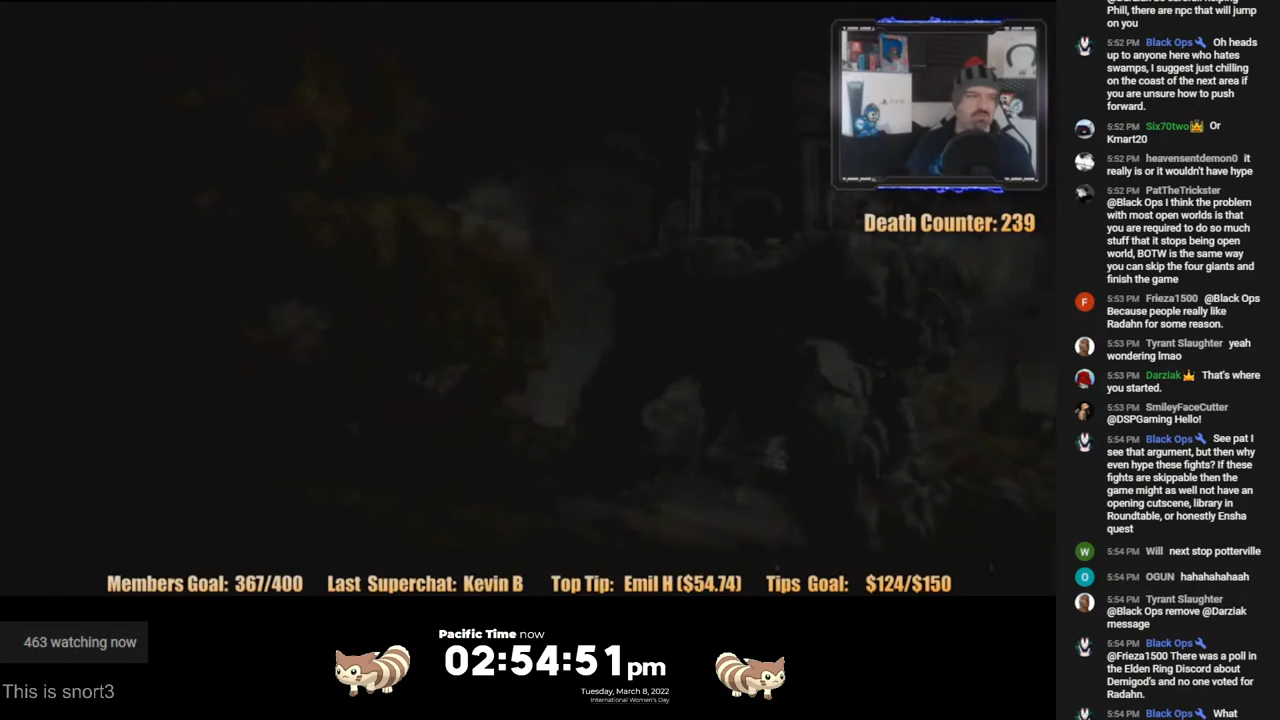 Phill, there are npc that will jump
on you
5:52 PM Black Ops Oh heads
up to anyone here who hates
swamps, I suggest just chilling
on the coast of the next area if
you are unsure how to push
forward.
5:52 PM Six70two Or
Kmart20
5:52 PM heavensentdemon0 it
really is or it wouldn't have hype
5:52 PM PatTheTrickster
@Black Ops I think the problem
with most open worlds is that
you are required to do so much
stuff that it stops being open
world, BOTW is the same way
you can skip the four giants and
finish the game
F 5:53 PM Frieza1500 @Black Ops
Because people really like
Radahn for some reason.
5:53 PM Tyrant Slaughter yeah
wondering lmao
5:53 PM Darziak That's where
you started.
5:53 PM SmileyFaceCutter
@DSPGaming Hello!
5:54 PM Black Ops See pat I
see that argument, but then why
even hype these fights? If these
fights are skippable then the
game might as well not have an
opening cutscene, library in
Roundtable, or honestly Ensha
quest
W 5:54 PM Will next stop potterville
O 5:54 PM OGUN hahahahahaah
5:54 PM Tyrant Slaughter
@Black Ops remove @Darziak
message
5:54 PM Black Ops
@Frieza1500 There was a poll in
the Elden Ring Discord about
Demigod's and no one voted for
Radahn.
5:54 PM Black Ops What
Death Counter: 239
Members Goal: 367/400 Last Superchat: Kevin B Top Tip: Emil H ($54.74) Tips Goal: $124/$150
463 watching now
This is snort3
Pacific Time now
02:54:51pm
Tuesday, March 8, 2022
International Women's Day